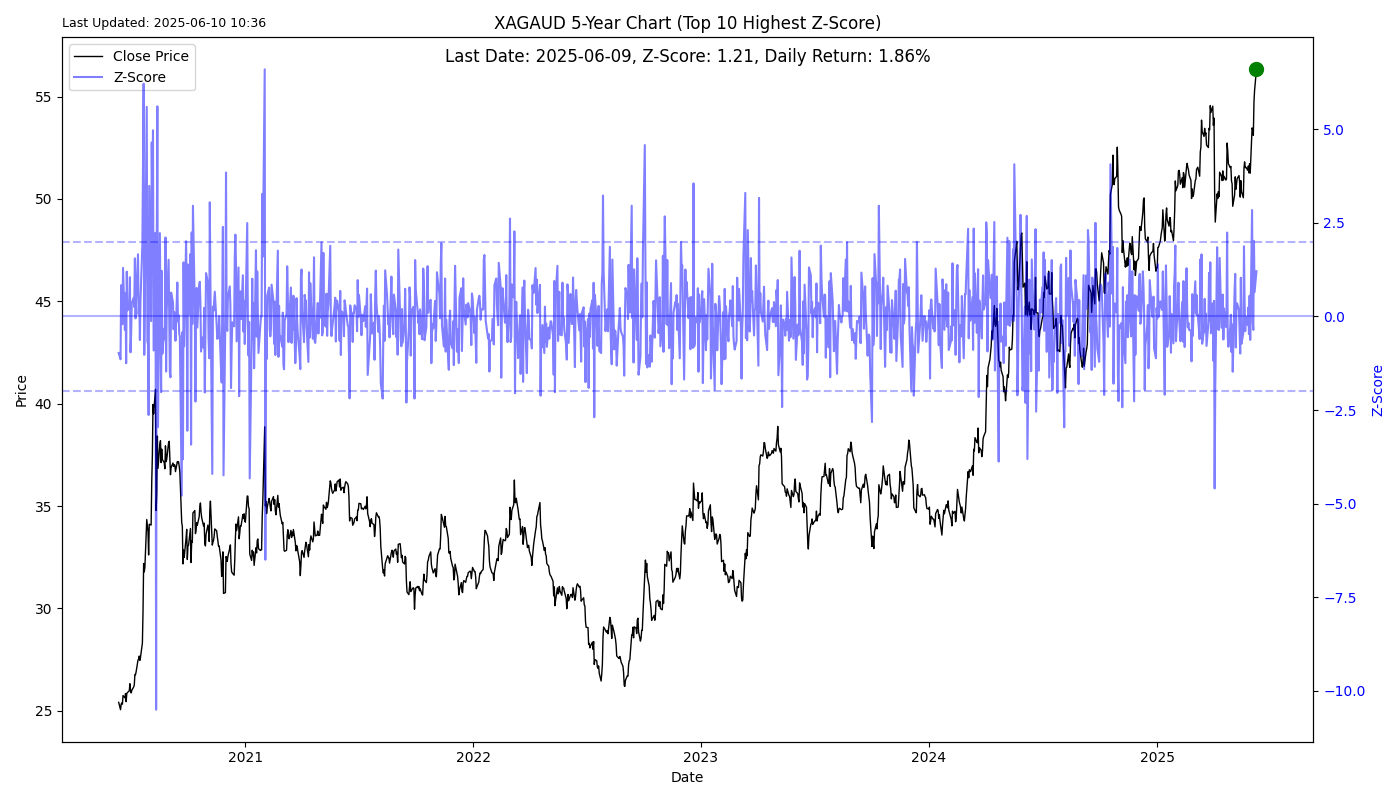 Last Updated: 2025-06-10 10:36
XAGAUD 5-Year Chart (Top 10 Highest Z-Score)
Last Date: 2025-06-09, Z-Score: 1.21, Daily Return: 1.86%
Close Price
Z-Score
55
50
45
40
35
30
25
Price
5.0
2.5
0.0
−2.5
−5.0
−7.5
−10.0
Z-Score
2021
2022
2023
2024
2025
Date